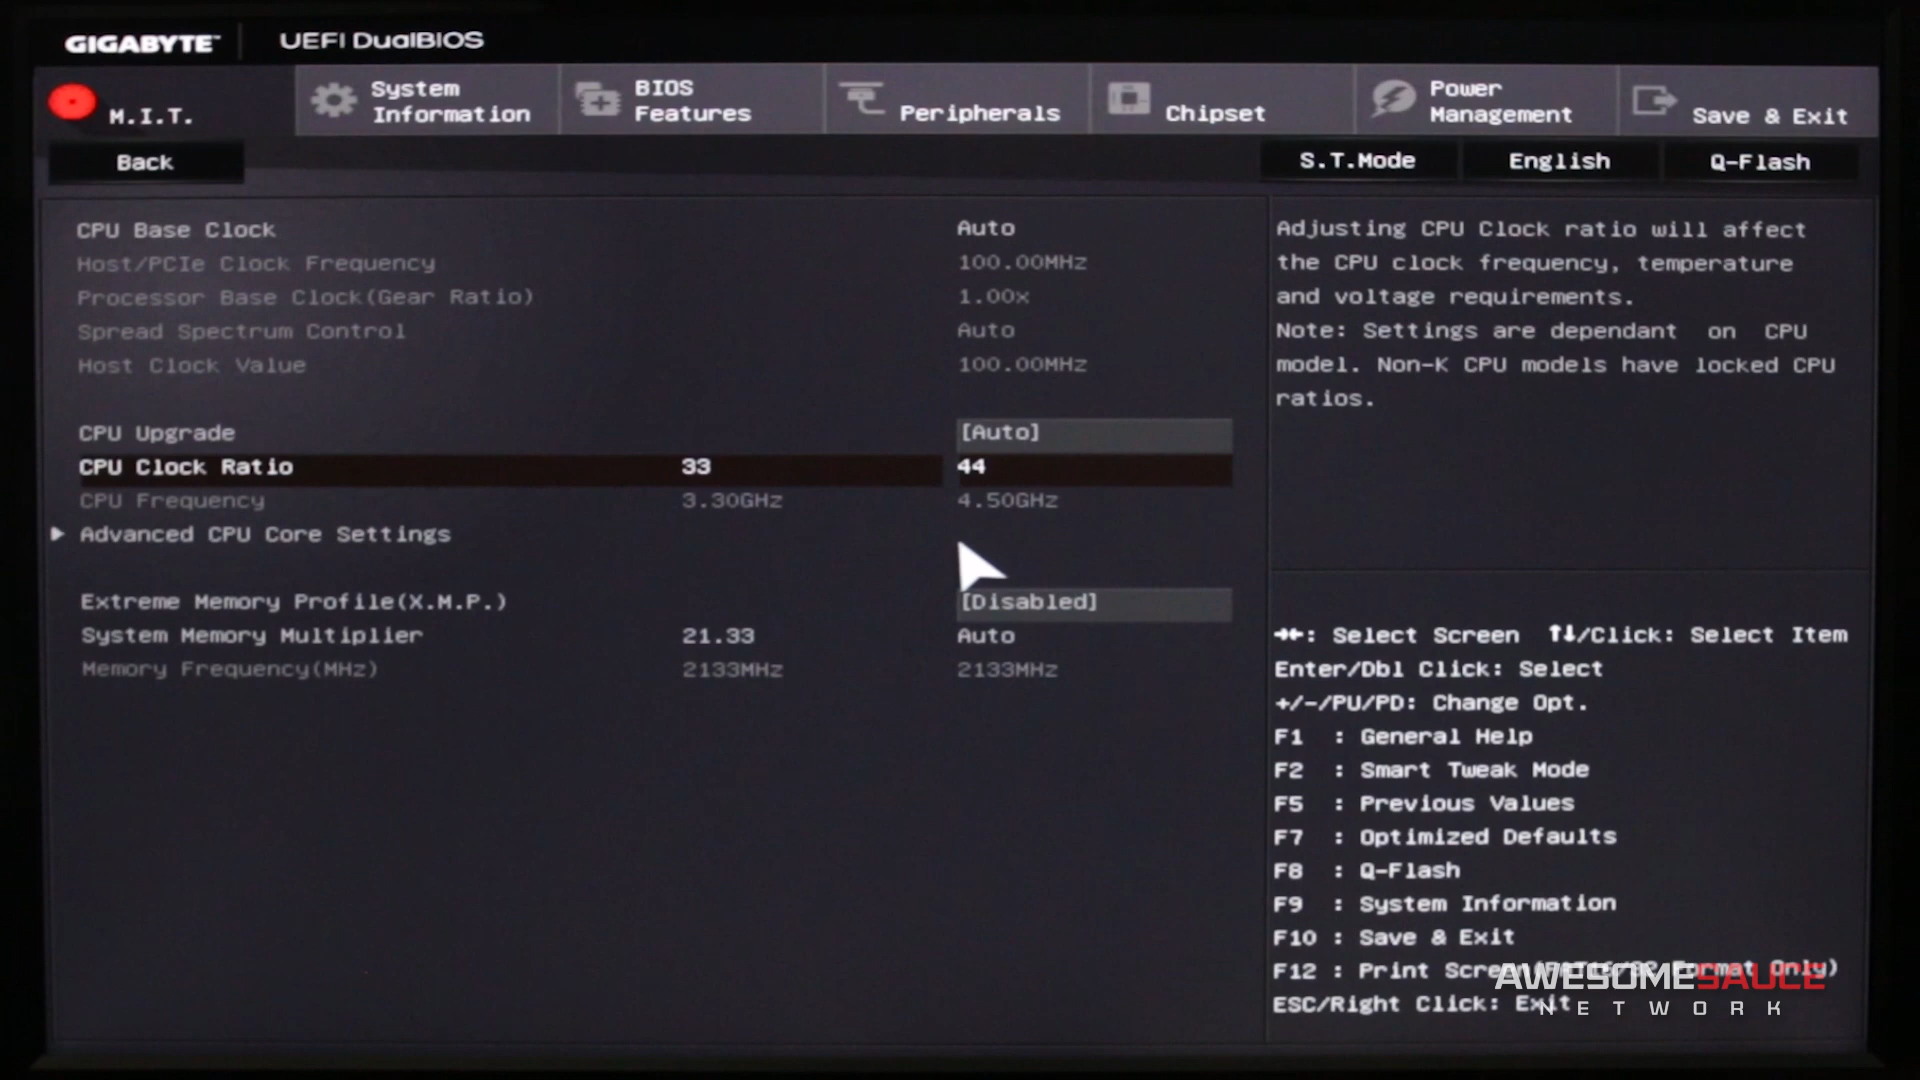 GIGABYTE™ UEFI DualBIOS
M.I.T.
System Information
BIOS Features
Peripherals
Chipset
Power Management
Save & Exit
Back
S.T.Mode English Q-Flash
CPU Base Clock Auto
Host/PCIe Clock Frequency 100.00MHz
Processor Base Clock(Gear Ratio) 1.00x
Spread Spectrum Control Auto
Host Clock Value 100.00MHz
CPU Upgrade [Auto]
CPU Clock Ratio 33 44
CPU Frequency 3.30GHz 4.50GHz
Advanced CPU Core Settings
Extreme Memory Profile(X.M.P.) [Disabled]
System Memory Multiplier 21.33 Auto
Memory Frequency(MHz) 2133MHz 2133MHz
Adjusting CPU Clock ratio will affect
the CPU clock frequency, temperature
and voltage requirements.
Note: Settings are dependant on CPU
model. Non-K CPU models have locked CPU
ratios.
→←: Select Screen ↑↓/Click: Select Item
Enter/Dbl Click: Select
+/-/PU/PD: Change Opt.
F1 : General Help
F2 : Smart Tweak Mode
F5 : Previous Values
F7 : Optimized Defaults
F8 : Q-Flash
F9 : System Information
F10 : Save & Exit
F12 : Print Format Only)
ESC/Right Click: Exit
AWESOMESAUCE
NETWORK